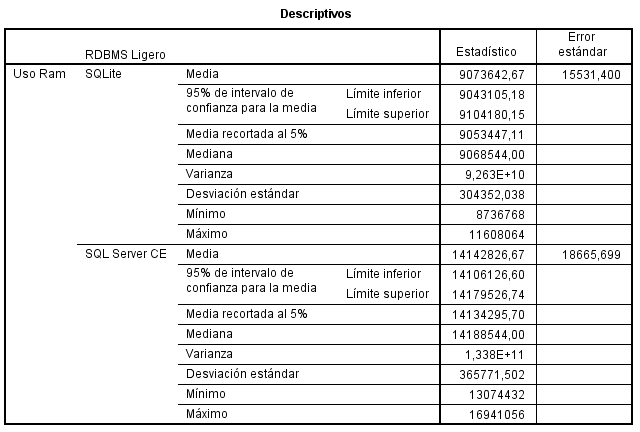 Descriptivos
RDBMS Ligero Estadístico Error estándar
Uso Ram SQLite Media 9073642,67 15531,400
95% de intervalo de confianza para la media Límite inferior 9043105,18
Límite superior 9104180,15
Media recortada al 5% 9053447,11
Mediana 9068544,00
Varianza 9,263E+10
Desviación estándar 304352,038
Mínimo 8736768
Máximo 11608064
SQL Server CE Media 14142826,67 18665,699
95% de intervalo de confianza para la media Límite inferior 14106126,60
Límite superior 14179526,74
Media recortada al 5% 14134295,70
Mediana 14188544,00
Varianza 1,338E+11
Desviación estándar 365771,502
Mínimo 13074432
Máximo 16941056